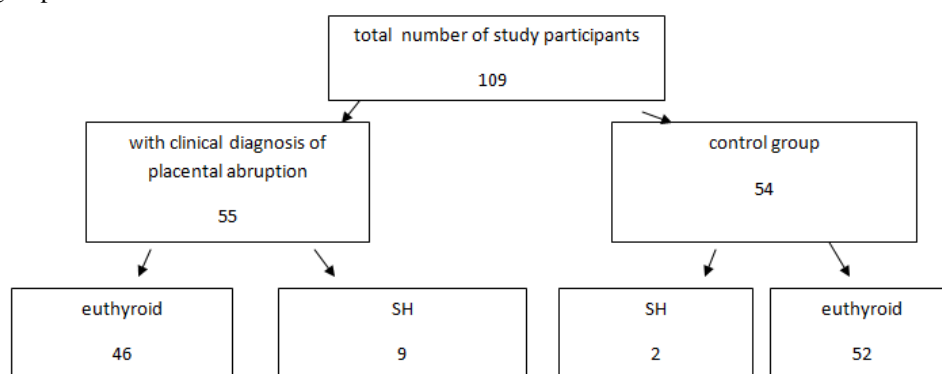 total number of study participants
109
with clinical diagnosis of
placental abruption
55
control group
54
euthyroid
46
SH
9
SH
2
euthyroid
52